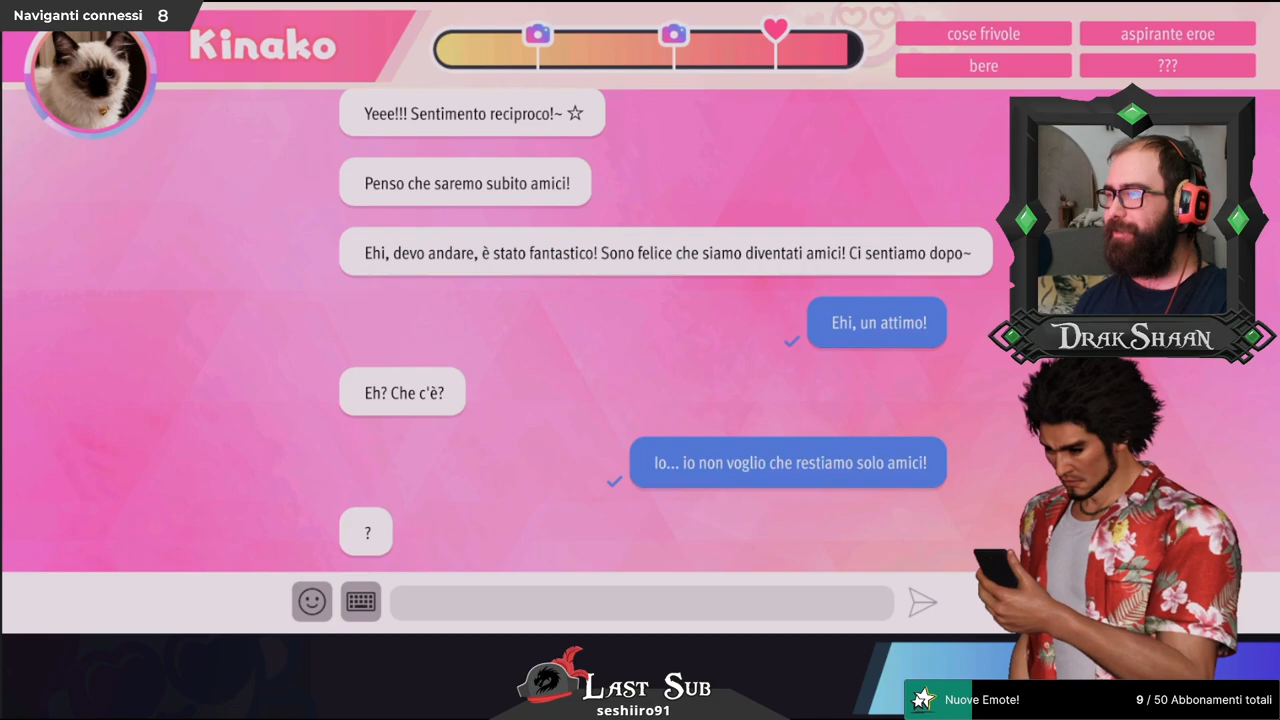 Naviganti connessi 8
Kinako
cose frivole
aspirante eroe
bere
???
Yeee!!! Sentimento reciproco!~ ☆
Penso che saremo subito amici!
Ehi, devo andare, è stato fantastico! Sono felice che siamo diventati amici! Ci sentiamo dopo~
Ehi, un attimo!
Eh? Che c'è?
Io... io non voglio che restiamo solo amici!
?
DrakShaan
Last Sub
seshiiro91
Nuove Emote!
9 / 50 Abbonamenti totali